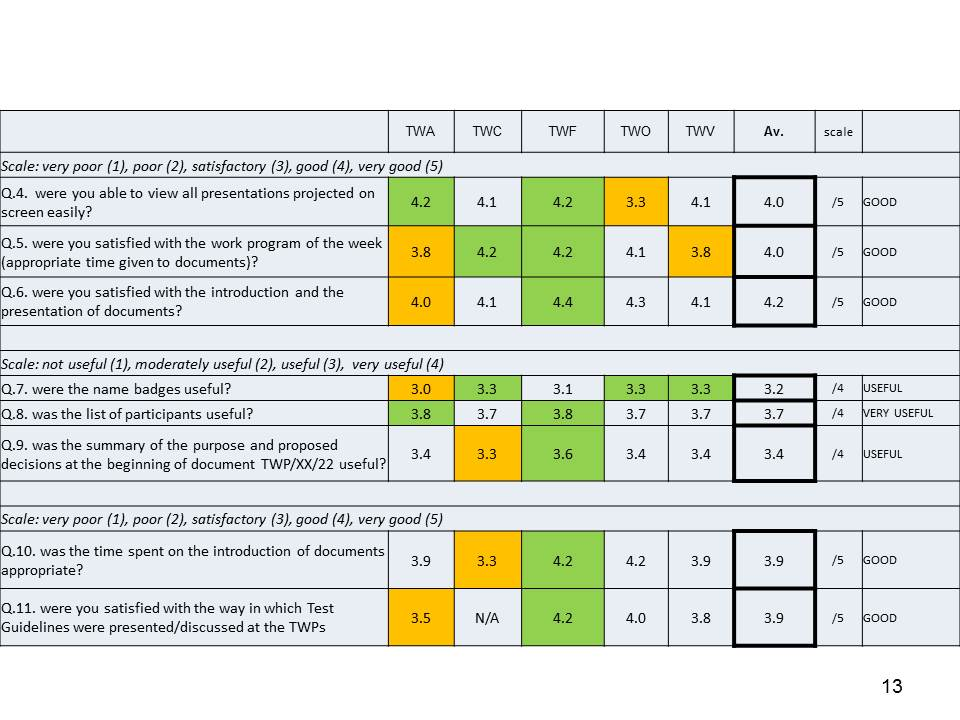 TWA TWC TWF TWO TWV Av. scale
Scale: very poor (1), poor (2), satisfactory (3), good (4), very good (5)
Q.4. were you able to view all presentations projected on
screen easily?
4.2 4.1 4.2 3.3 4.1 4.0 /5 GOOD
Q.5. were you satisfied with the work program of the week
(appropriate time given to documents)?
3.8 4.2 4.2 4.1 3.8 4.0 /5 GOOD
Q.6. were you satisfied with the introduction and the
presentation of documents?
4.0 4.1 4.4 4.3 4.1 4.2 /5 GOOD
Scale: not useful (1), moderately useful (2), useful (3), very useful (4)
Q.7. were the name badges useful? 3.0 3.3 3.1 3.3 3.3 3.2 /4 USEFUL
Q.8. was the list of participants useful? 3.8 3.7 3.8 3.7 3.7 3.7 /4 VERY USEFUL
Q.9. was the summary of the purpose and proposed
decisions at the beginning of document TWP/XX/22 useful?
3.4 3.3 3.6 3.4 3.4 3.4 /4 USEFUL
Scale: very poor (1), poor (2), satisfactory (3), good (4), very good (5)
Q.10. was the time spent on the introduction of documents
appropriate?
3.9 3.3 4.2 4.2 3.9 3.9 /5 GOOD
Q.11. were you satisfied with the way in which Test
Guidelines were presented/discussed at the TWPs
3.5 N/A 4.2 4.0 3.8 3.9 /5 GOOD
13